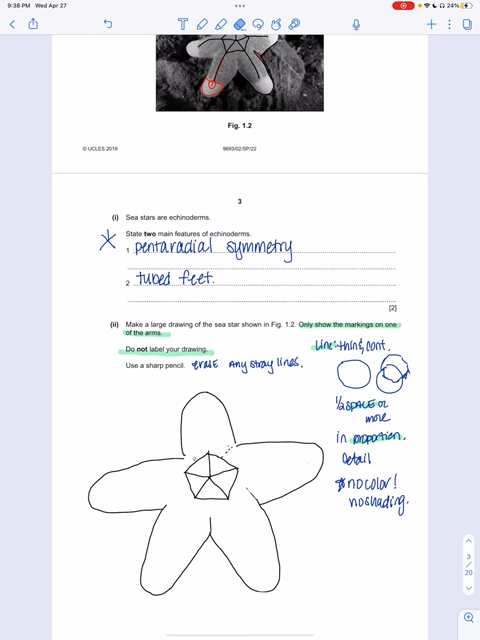 9:38 PM Wed Apr 27
24%
Fig. 1.2
© UCLES 2019
9693/02/SP/22
3
(i) Sea stars are echinoderms.
State two main features of echinoderms.
1 pentaradial symmetry
2 tubed feet.
[2]
(ii) Make a large drawing of the sea star shown in Fig. 1.2. Only show the markings on one
of the arms.
Do not label your drawing.
Use a sharp pencil. erase any stray lines.
Line: thin & cont.
1/2 SPACE or
more
in proportion.
detail
no color!
no shading.
3
/
20